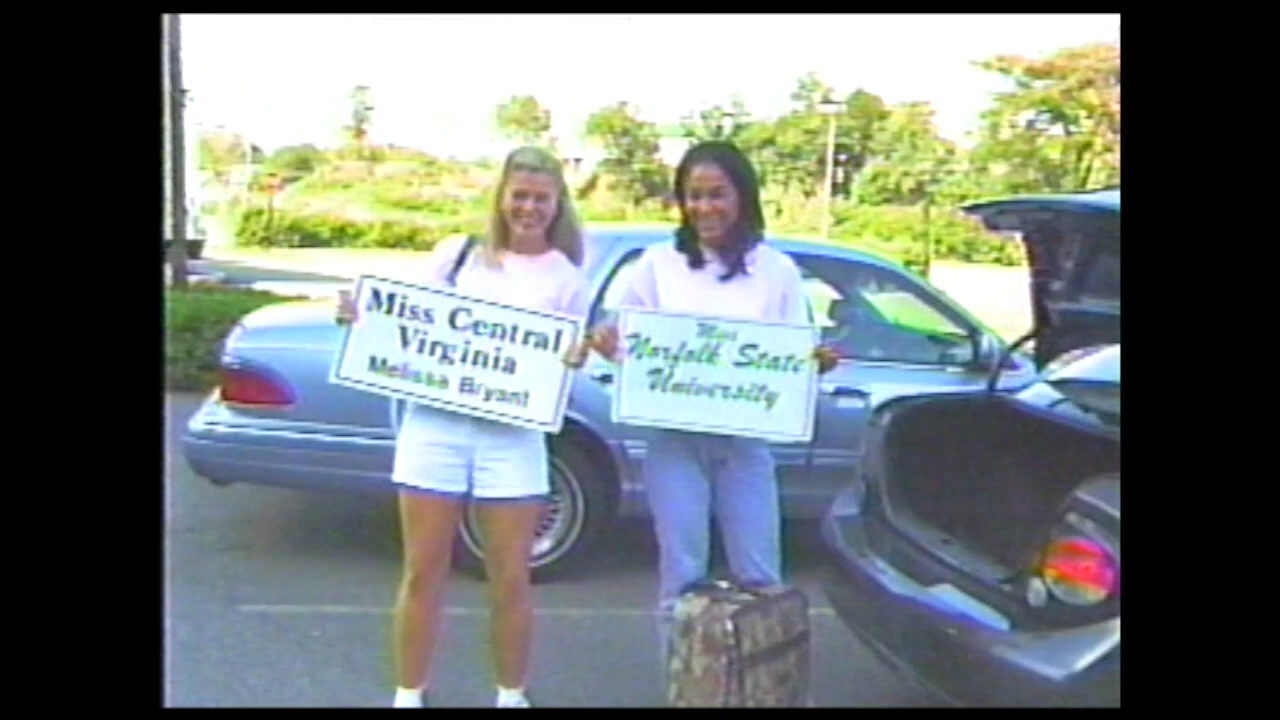 Miss Central
Virginia
Melissa Bryant
Miss
Norfolk State
University